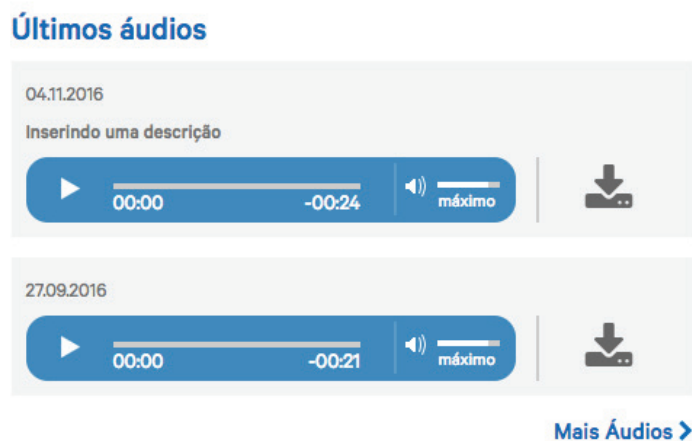 Últimos áudios
04.11.2016
Inserindo uma descrição
00:00 -00:24 máximo
27.09.2016
00:00 -00:21 máximo
Mais Áudios